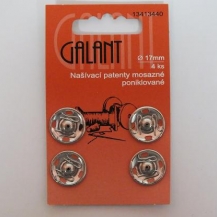 13413440
GALANT
Ø 17mm
4 ks
Našívací patenty mosazné
poniklované